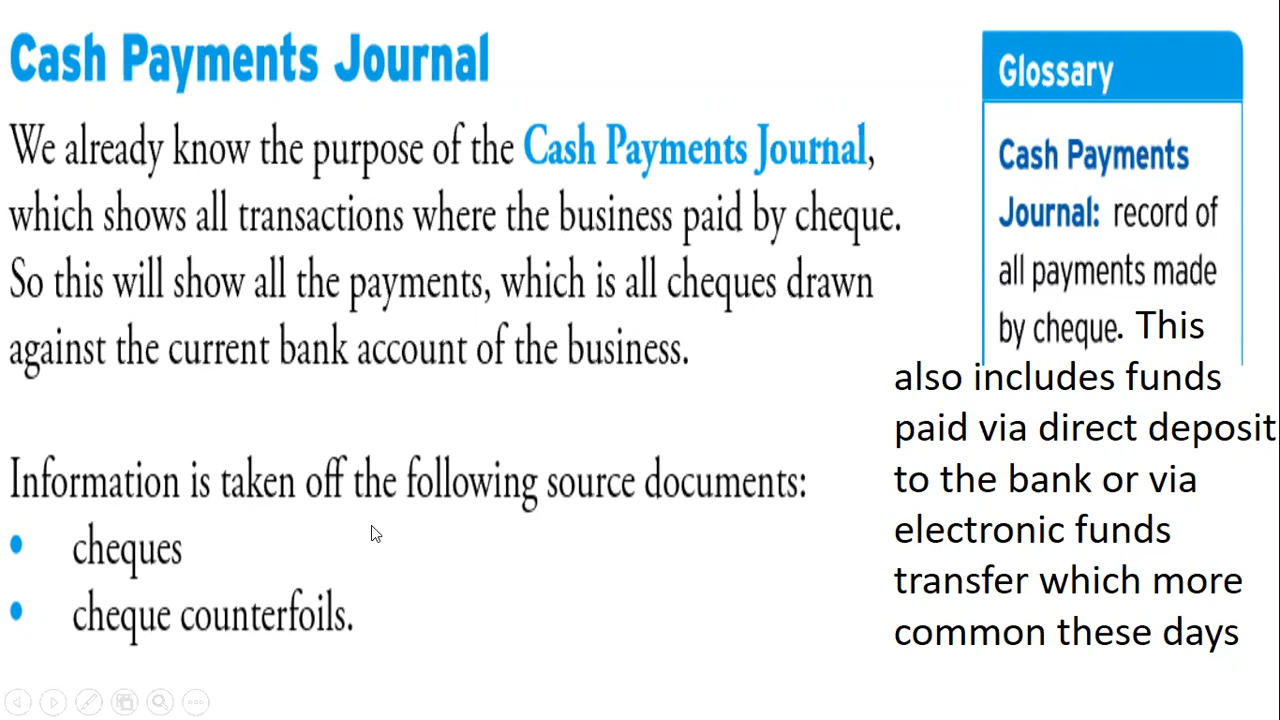 Cash Payments Journal
We already know the purpose of the Cash Payments Journal,
which shows all transactions where the business paid by cheque.
So this will show all the payments, which is all cheques drawn
against the current bank account of the business.
Information is taken off the following source documents:
• cheques
• cheque counterfoils.
Glossary
Cash Payments
Journal: record of
all payments made
by cheque. This
also includes funds
paid via direct deposit
to the bank or via
electronic funds
transfer which more
common these days